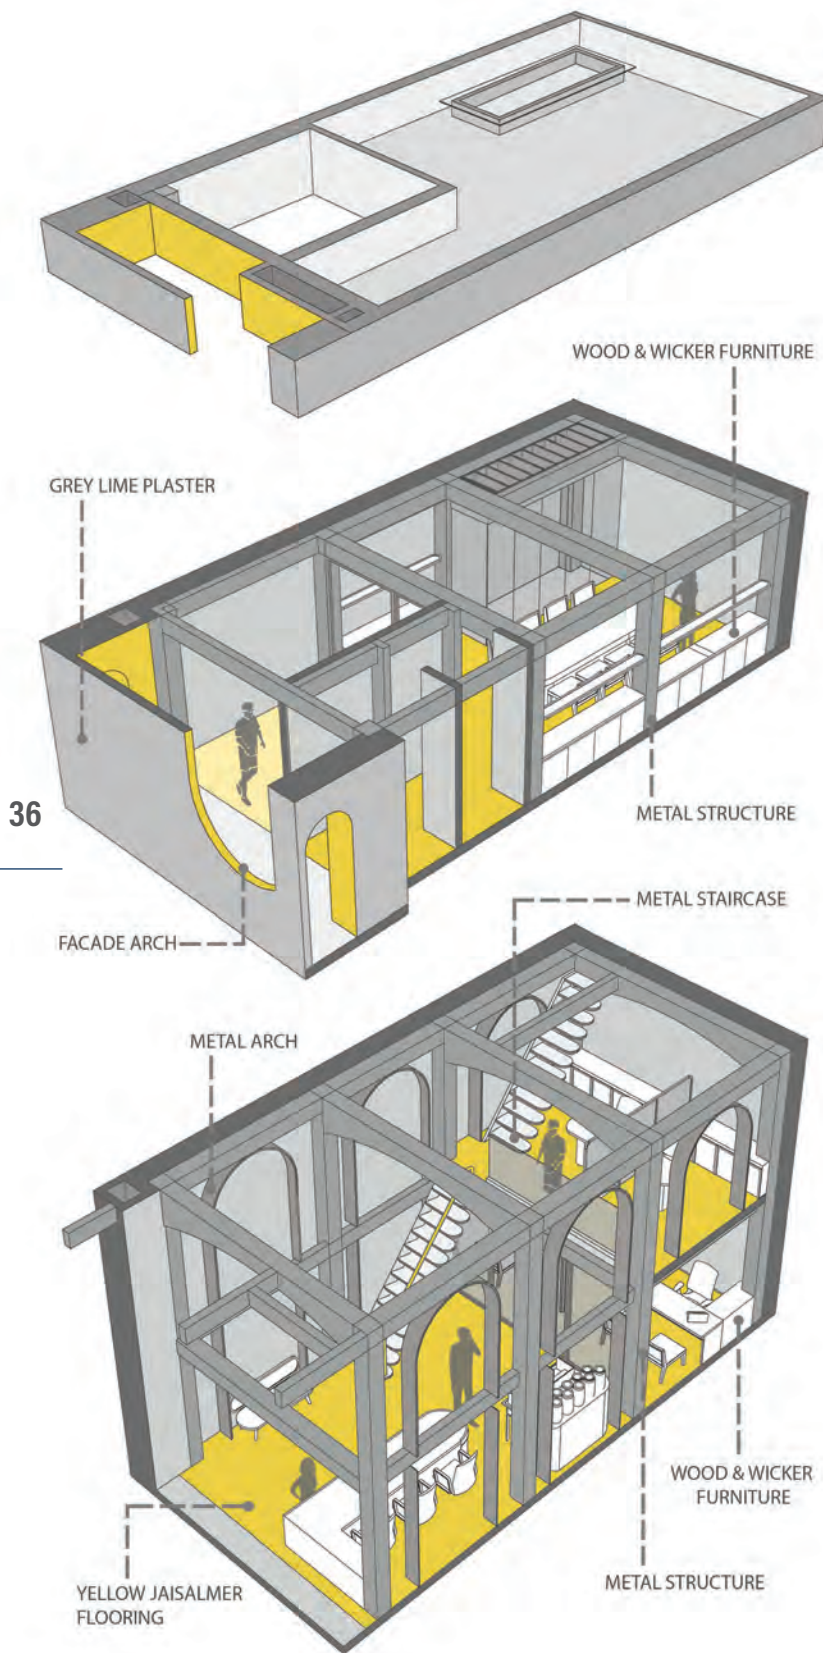 WOOD & WICKER FURNITURE
GREY LIME PLASTER
36
METAL STRUCTURE
METAL STAIRCASE
FACADE ARCH
METAL ARCH
WOOD & WICKER
FURNITURE
METAL STRUCTURE
YELLOW JAISALMER
FLOORING